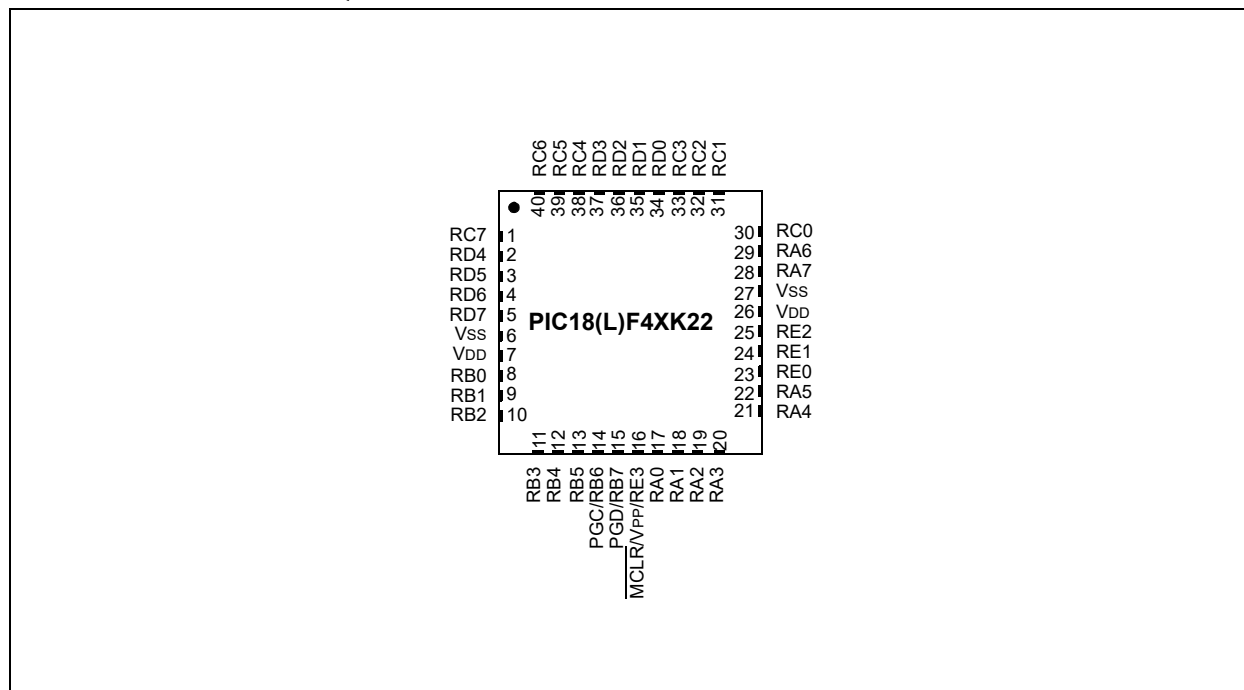 RC6
RC5
RC4
RD3
RD2
RD1
RD0
RC3
RC2
RC1
40
39
38
37
36
35
34
33
32
31
RC7 1
RD4 2
RD5 3
RD6 4
RD7 5
VSS 6
VDD 7
RB0 8
RB1 9
RB2 10
PIC18(L)F4XK22
30 RC0
29 RA6
28 RA7
27 VSS
26 VDD
25 RE2
24 RE1
23 RE0
22 RA5
21 RA4
11
12
13
14
15
16
17
18
19
20
RB3
RB4
RB5
PGC/RB6
PGD/RB7
MCLR/VPP/RE3
RA0
RA1
RA2
RA3